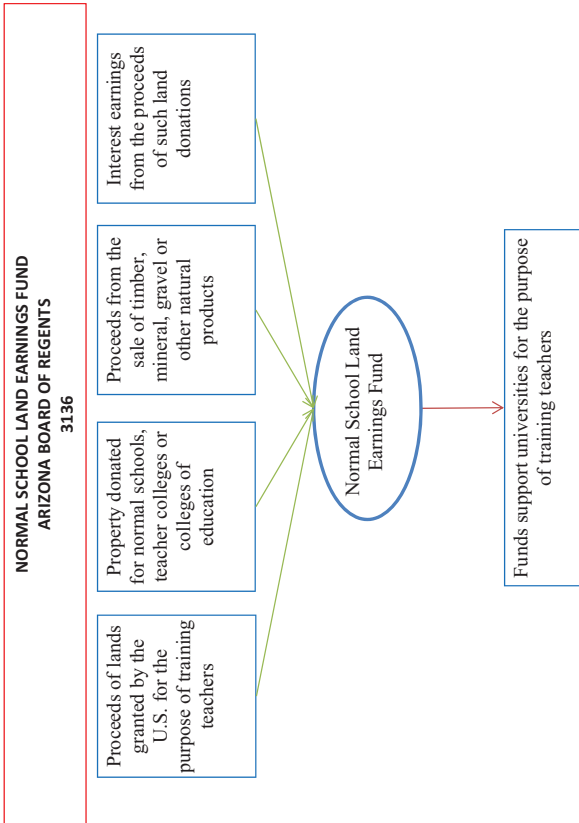 NORMAL SCHOOL LAND EARNINGS FUND
ARIZONA BOARD OF REGENTS
3136
Proceeds of lands
granted by the
U.S. for the
purpose of training
teachers
Property donated
for normal schools,
teacher colleges or
colleges of
education
Proceeds from the
sale of timber,
mineral, gravel or
other natural
products
Interest earnings
from the proceeds
of such land
donations
Normal School Land
Earnings Fund
Funds support universities for the purpose
of training teachers